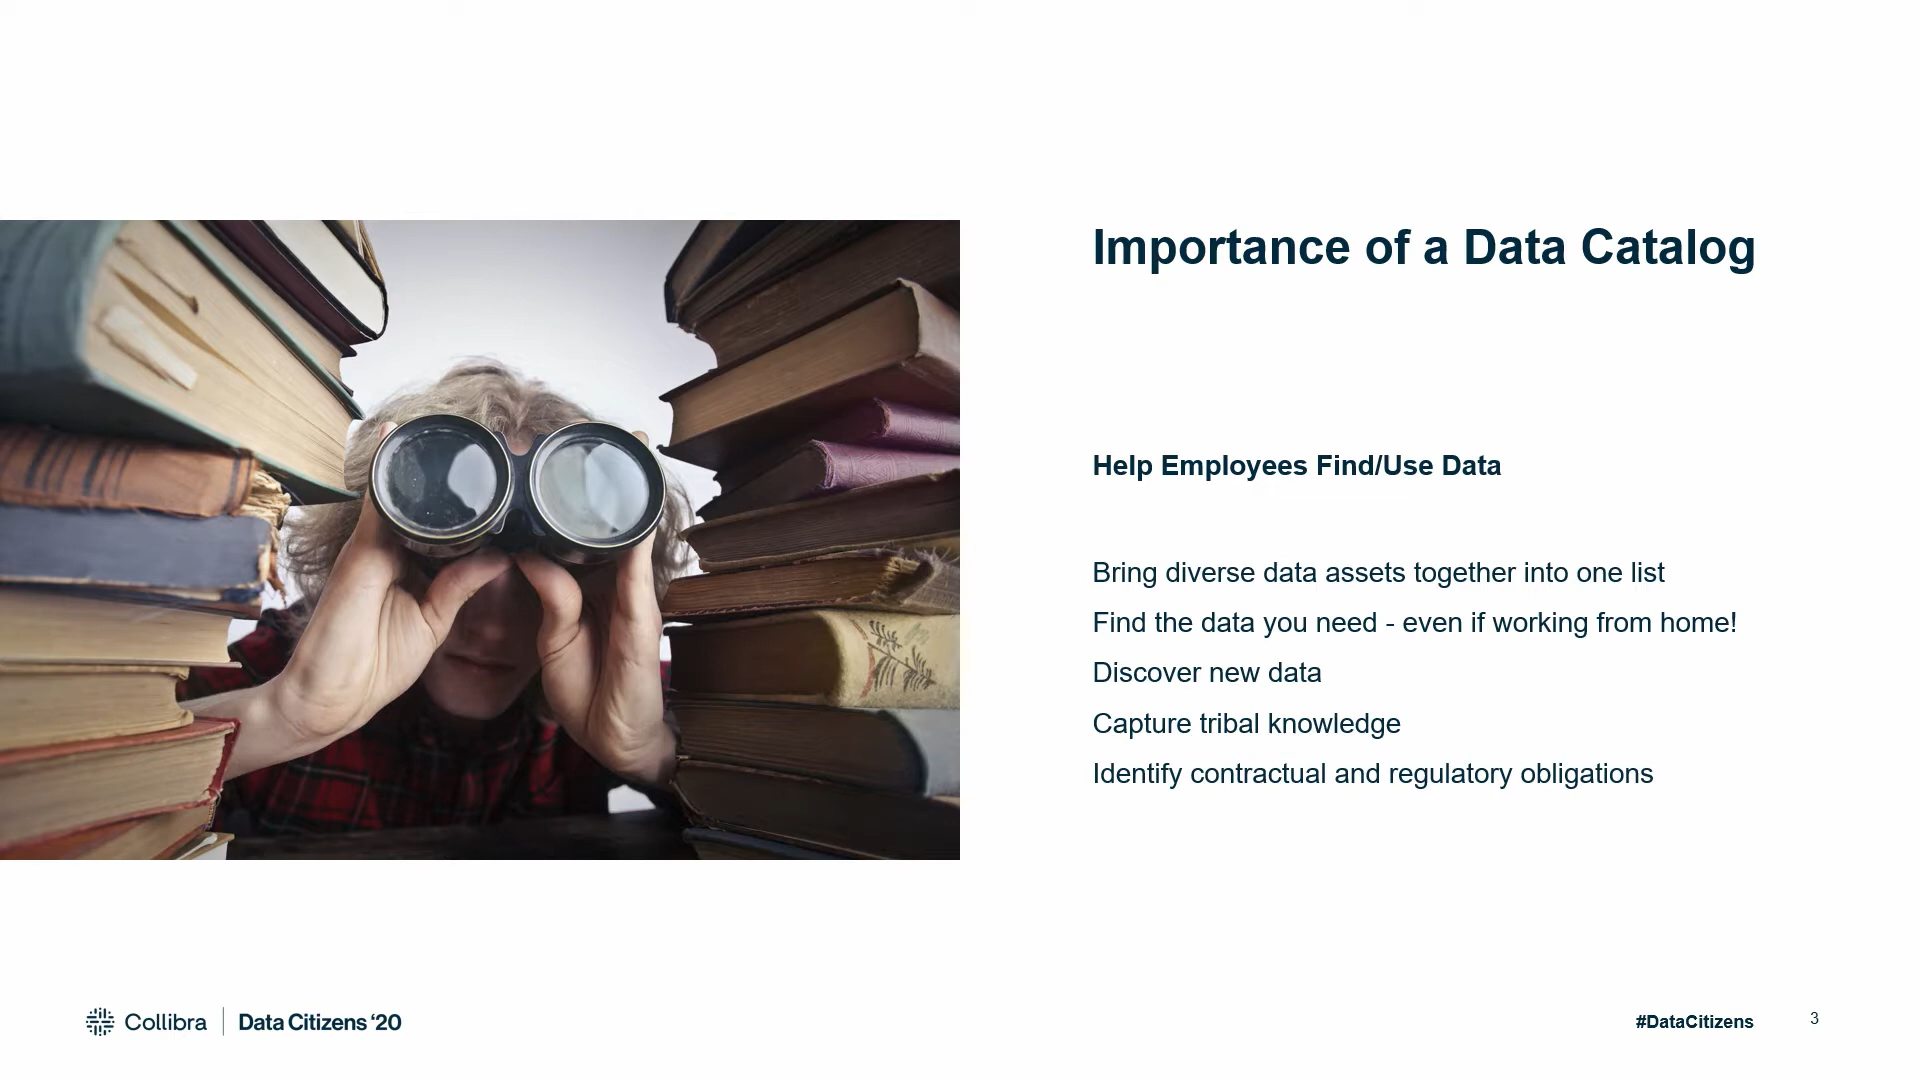 Importance of a Data Catalog
Help Employees Find/Use Data
Bring diverse data assets together into one list
Find the data you need - even if working from home!
Discover new data
Capture tribal knowledge
Identify contractual and regulatory obligations
Collibra | Data Citizens ‘20
#DataCitizens 3